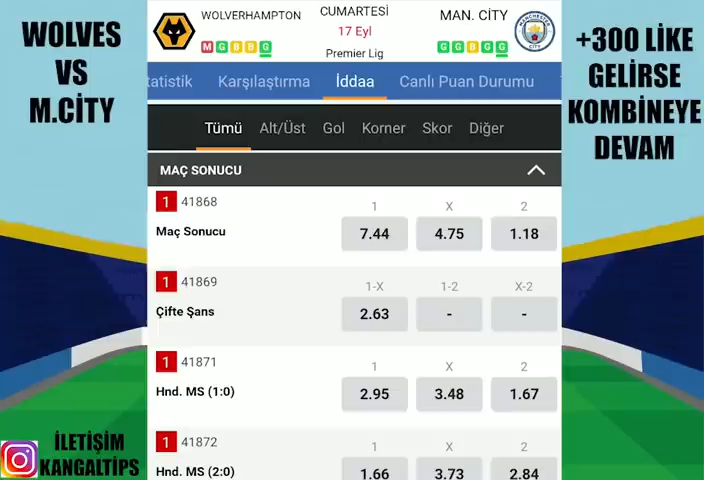 WOLVES
VS
M.CİTY
WOLVERHAMPTON
M G B B G
CUMARTESİ
17 Eyl
Premier Lig
MAN. CİTY
G G B G G
+300 LİKE
GELİRSE
KOMBİNEYE
DEVAM
tatistik Karşılaştırma İddaa Canlı Puan Durumu
Tümü Alt/Üst Gol Korner Skor Diğer
MAÇ SONUCU
1 41868 1 X 2
Maç Sonucu 7.44 4.75 1.18
1 41869 1-X 1-2 X-2
Çifte Şans 2.63 - -
1 41871 1 X 2
Hnd. MS (1:0) 2.95 3.48 1.67
1 41872 1 X 2
Hnd. MS (2:0) 1.66 3.73 2.84
İLETİŞİM
KANGALTİPS